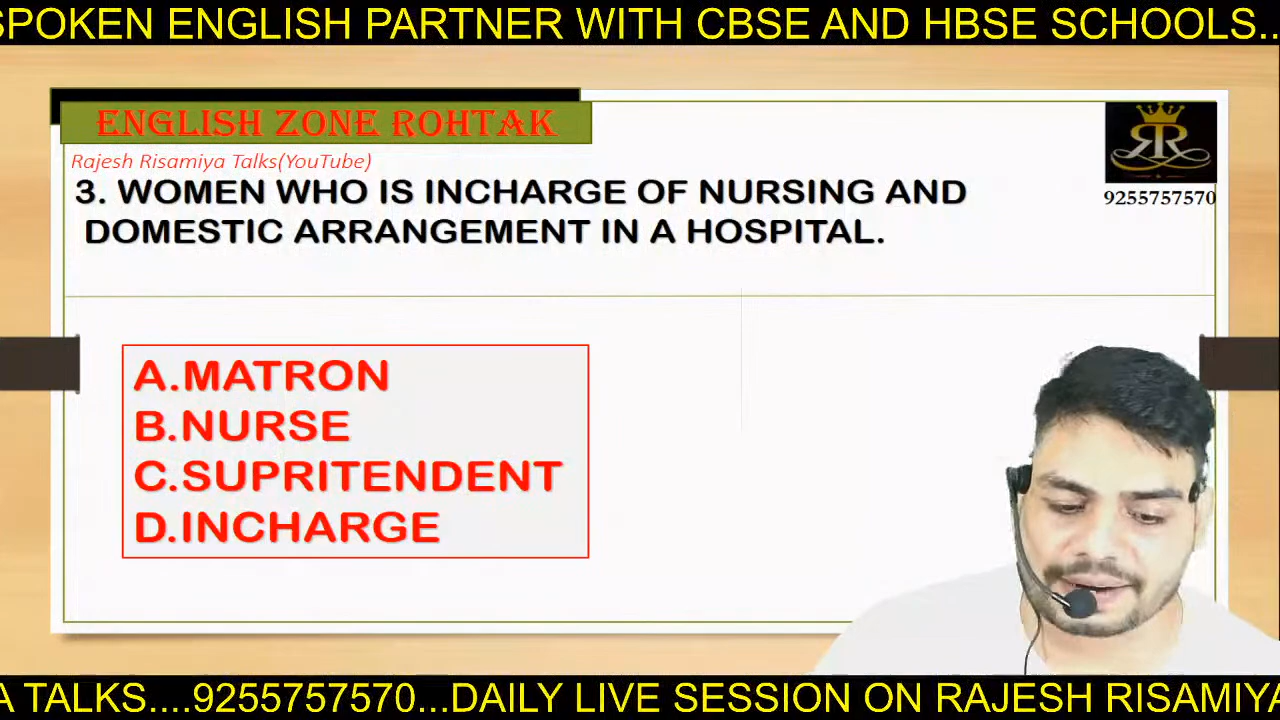 SPOKEN ENGLISH PARTNER WITH CBSE AND HBSE SCHOOLS..
ENGLISH ZONE ROHTAK
Rajesh Risamiya Talks(YouTube)
RR
9255757570
3. WOMEN WHO IS INCHARGE OF NURSING AND
DOMESTIC ARRANGEMENT IN A HOSPITAL.
A.MATRON
B.NURSE
C.SUPRITENDENT
D.INCHARGE
A TALKS....9255757570...DAILY LIVE SESSION ON RAJESH RISAMIYA